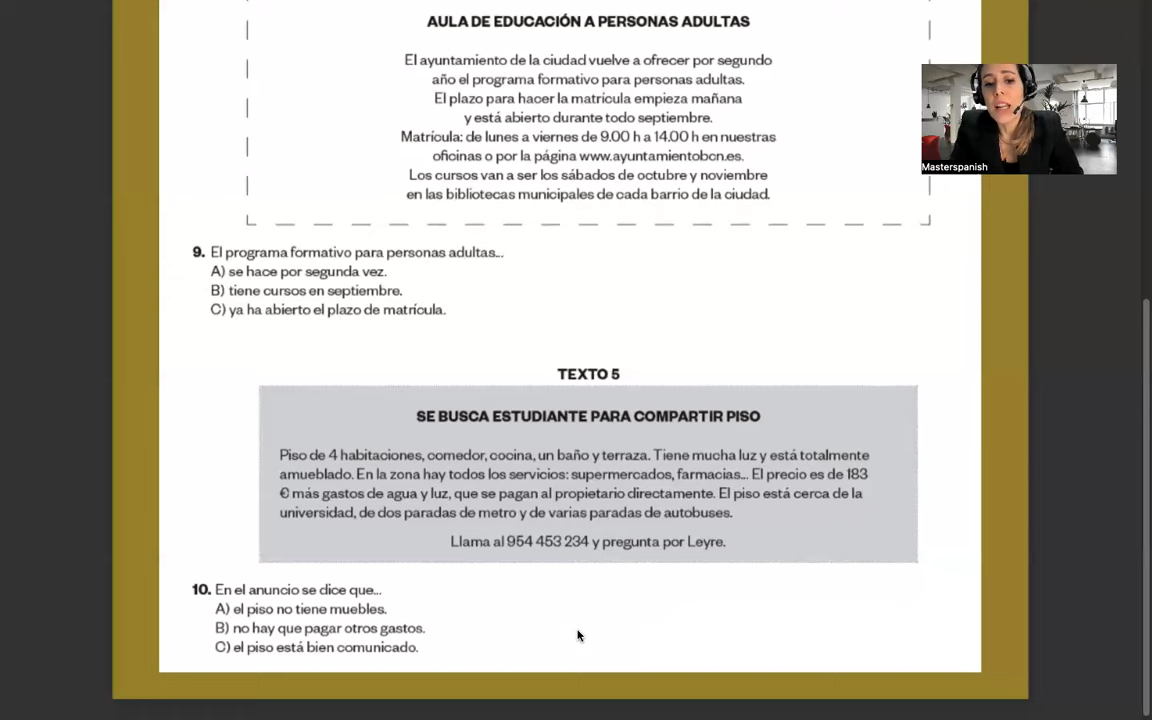 AULA DE EDUCACIÓN A PERSONAS ADULTAS
El ayuntamiento de la ciudad vuelve a ofrecer por segundo
año el programa formativo para personas adultas.
El plazo para hacer la matrícula empieza mañana
y está abierto durante todo septiembre.
Matrícula: de lunes a viernes de 9.00 h a 14.00 h en nuestras
oficinas o por la página www.ayuntamientobcn.es.
Los cursos van a ser los sábados de octubre y noviembre
en las bibliotecas municipales de cada barrio de la ciudad.
Masterspanish
9. El programa formativo para personas adultas...
A) se hace por segunda vez.
B) tiene cursos en septiembre.
C) ya ha abierto el plazo de matrícula.
TEXTO 5
SE BUSCA ESTUDIANTE PARA COMPARTIR PISO
Piso de 4 habitaciones, comedor, cocina, un baño y terraza. Tiene mucha luz y está totalmente
amueblado. En la zona hay todos los servicios: supermercados, farmacias... El precio es de 183
€ más gastos de agua y luz, que se pagan al propietario directamente. El piso está cerca de la
universidad, de dos paradas de metro y de varias paradas de autobuses.
Llama al 954 453 234 y pregunta por Leyre.
10. En el anuncio se dice que...
A) el piso no tiene muebles.
B) no hay que pagar otros gastos.
C) el piso está bien comunicado.